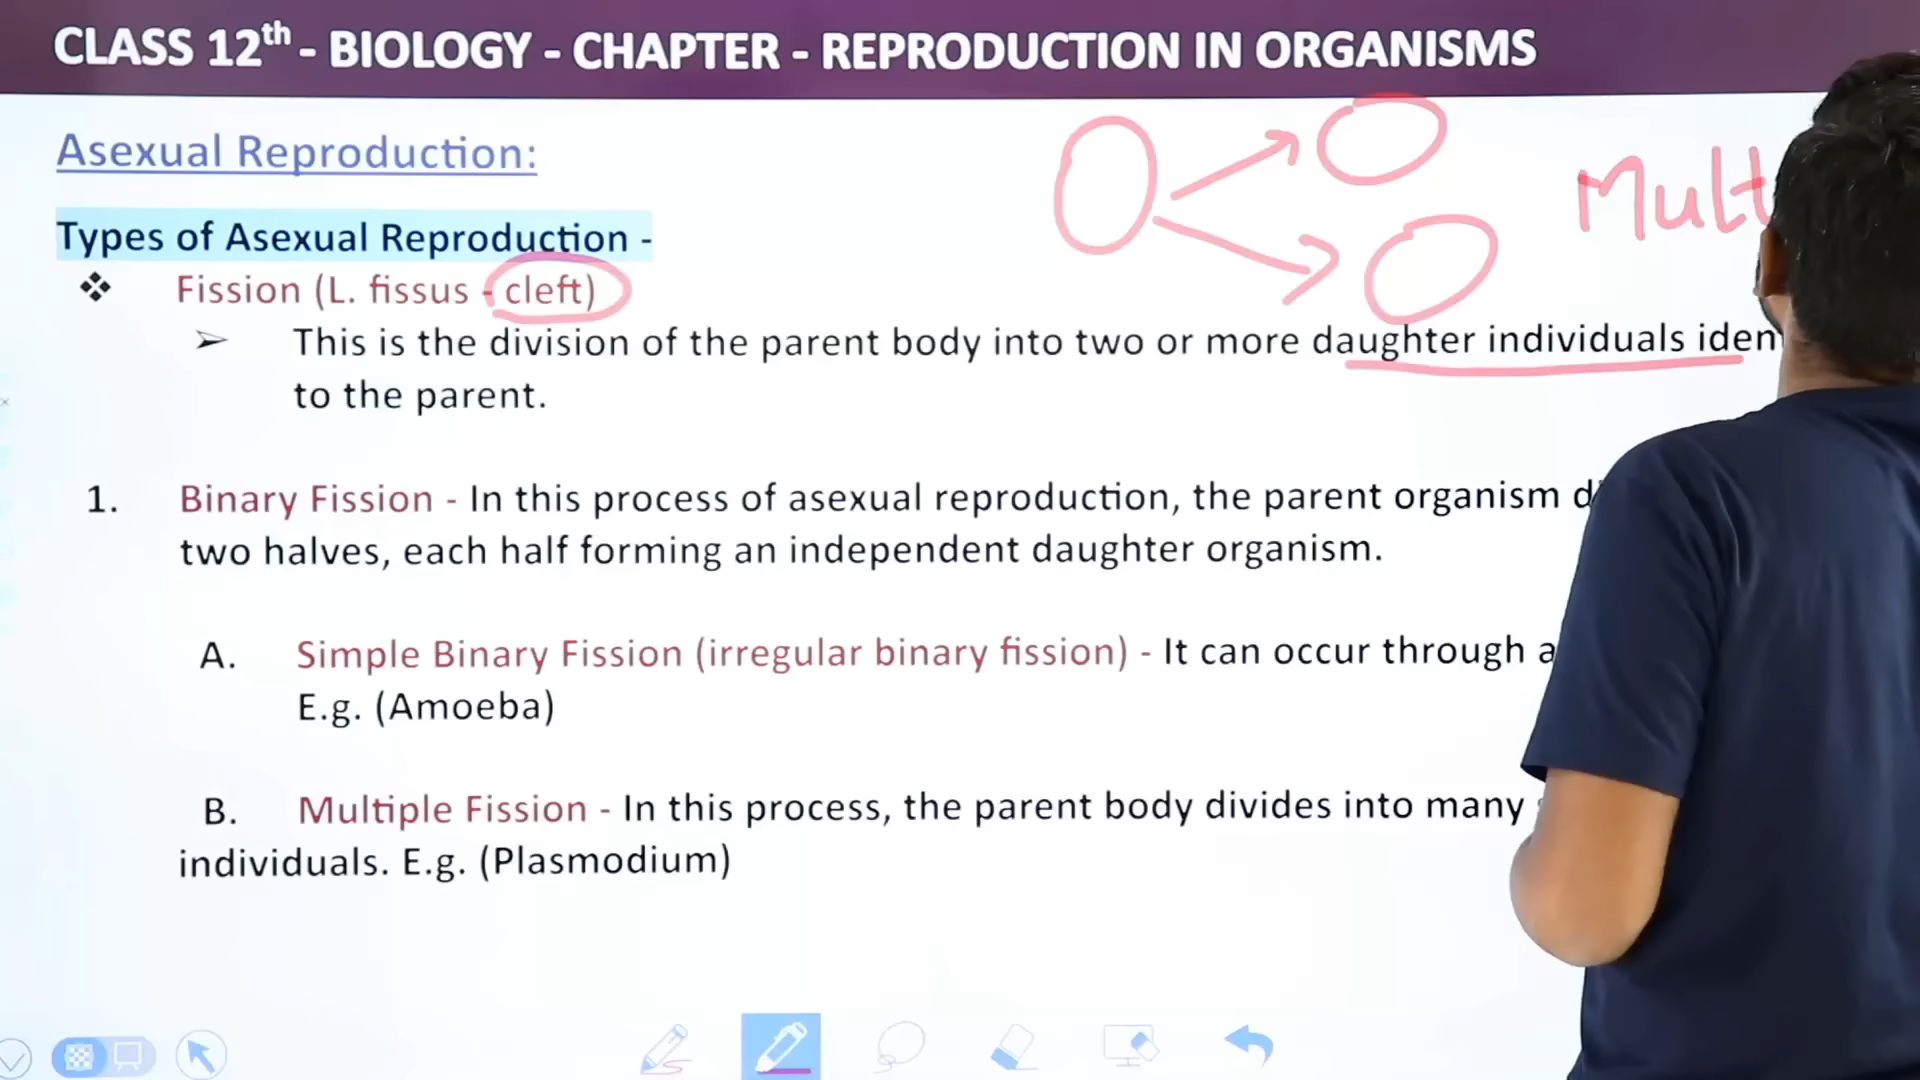 CLASS 12th - BIOLOGY - CHAPTER - REPRODUCTION IN ORGANISMS
Asexual Reproduction:
Mult
Types of Asexual Reproduction -
❖ Fission (L. fissus - cleft)
➢ This is the division of the parent body into two or more daughter individuals
to the parent.
1. Binary Fission - In this process of asexual reproduction, the parent organism
two halves, each half forming an independent daughter organism.
A. Simple Binary Fission (irregular binary fission) - It can occur through
E.g. (Amoeba)
B. Multiple Fission - In this process, the parent body divides into many
individuals. E.g. (Plasmodium)